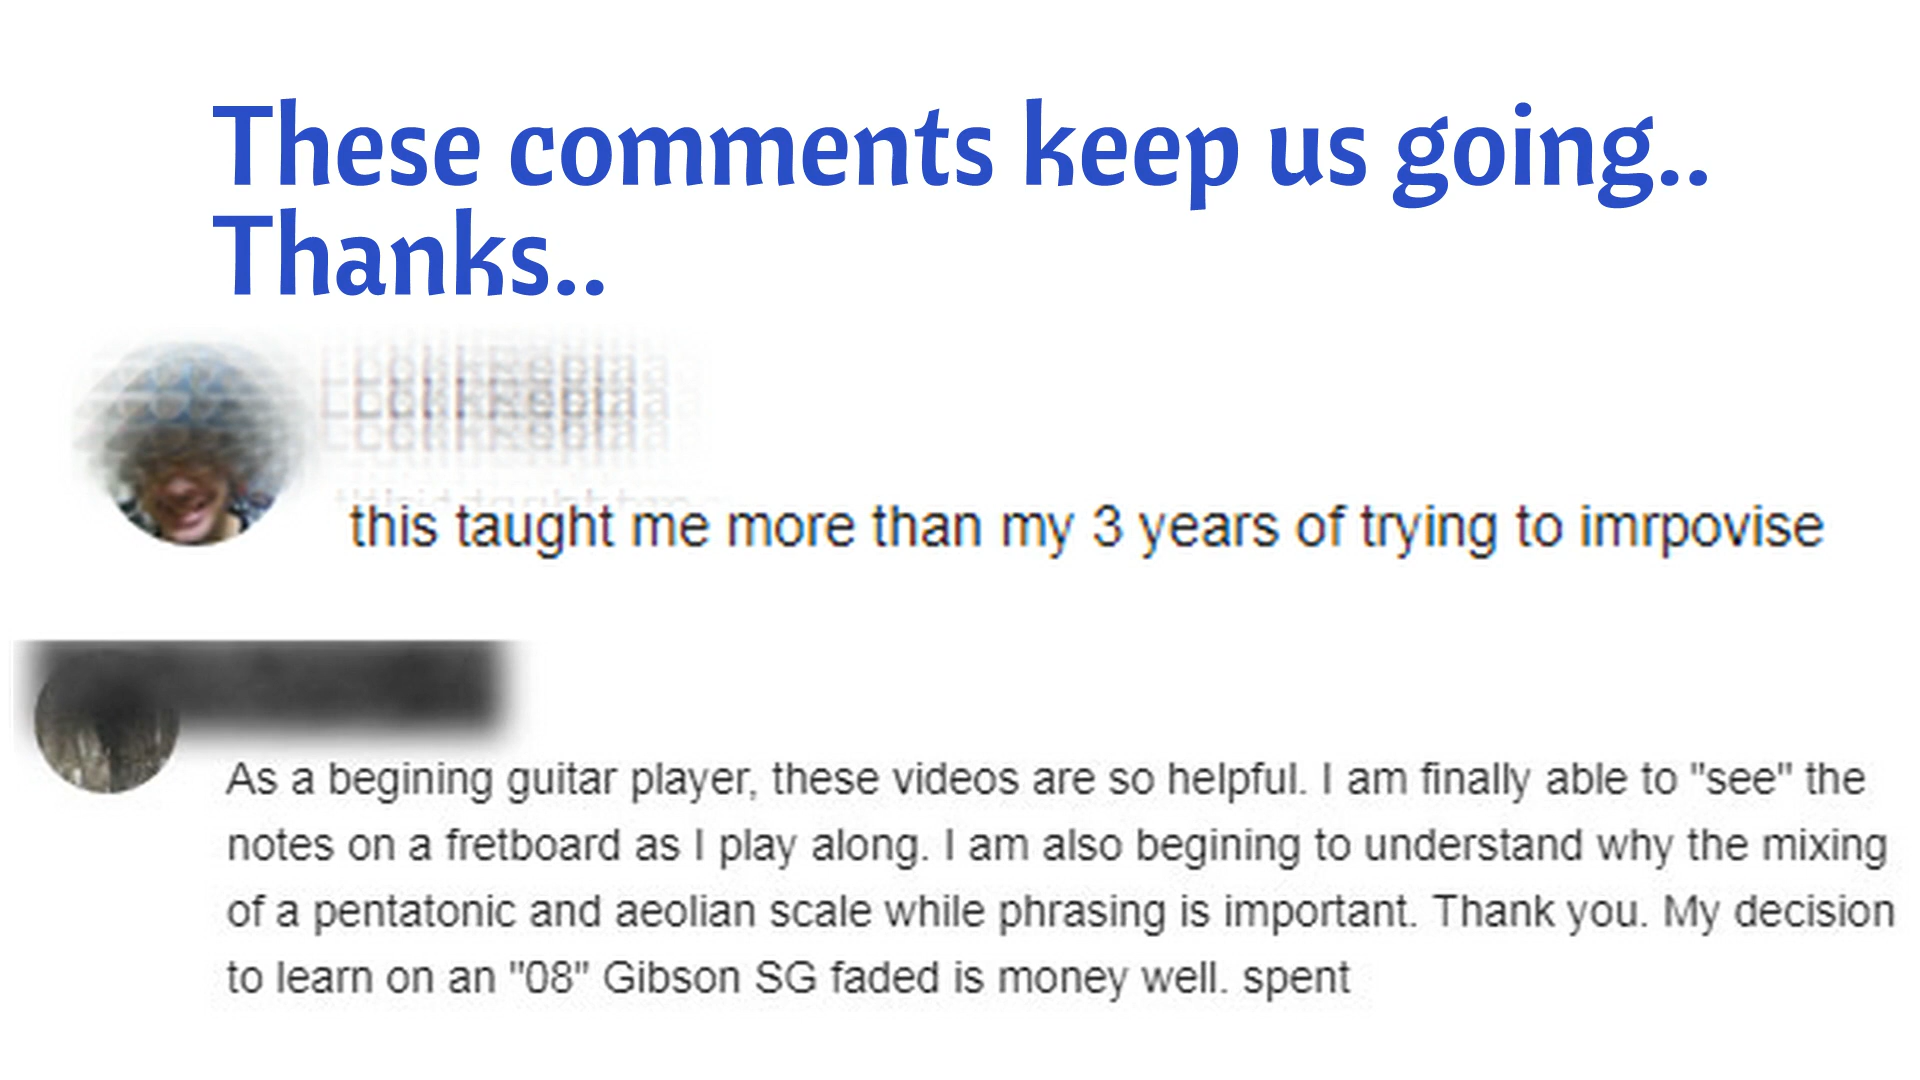 These comments keep us going..
Thanks..
this taught me more than my 3 years of trying to imrpovise
As a begining guitar player, these videos are so helpful. I am finally able to "see" the
notes on a fretboard as I play along. I am also begining to understand why the mixing
of a pentatonic and aeolian scale while phrasing is important. Thank you. My decision
to learn on an "08" Gibson SG faded is money well. spent